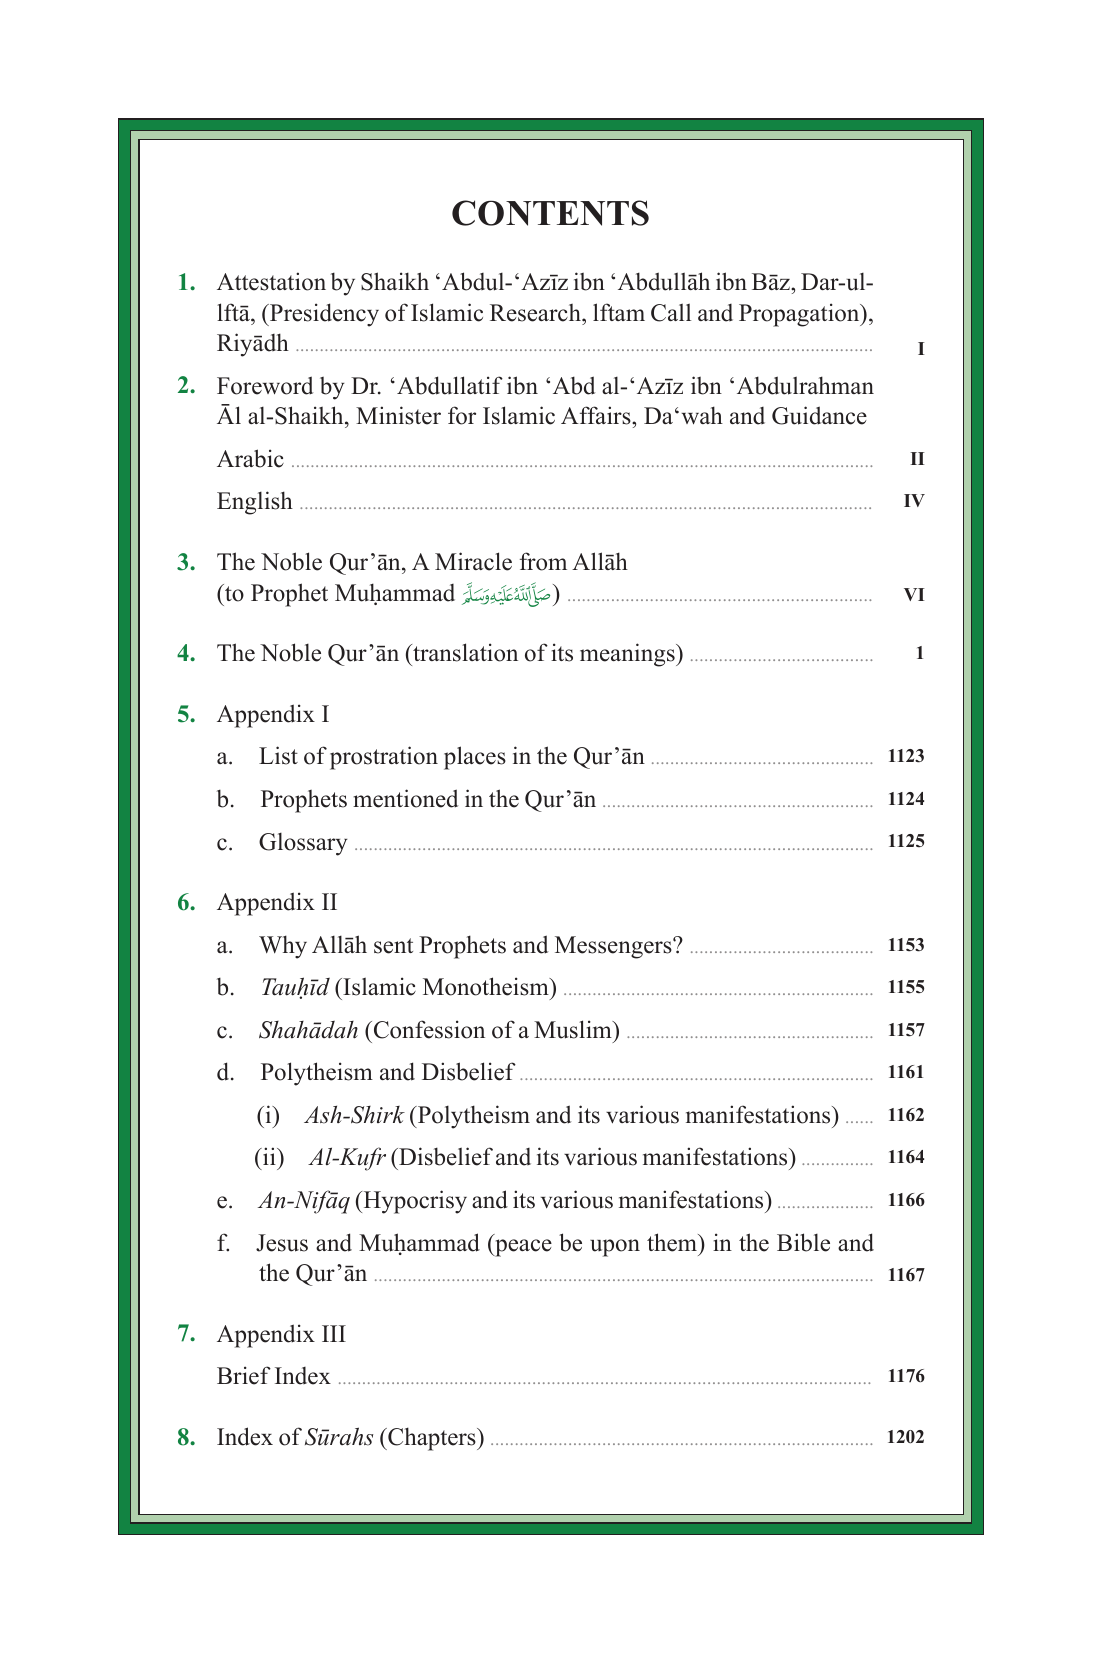 CONTENTS
1. Attestation by Shaikh ‘Abdul-‘Azīz ibn ‘Abdullāh ibn Bāz, Dar-ul-
lftā, (Presidency of Islamic Research, lftam Call and Propagation),
Riyādh ........ I
2. Foreword by Dr. ‘Abdullatif ibn ‘Abd al-‘Azīz ibn ‘Abdulrahman
Āl al-Shaikh, Minister for Islamic Affairs, Da‘wah and Guidance
Arabic ........ II
English ........ IV
3. The Noble Qur’ān, A Miracle from Allāh
(to Prophet Muḥammad صَلَّى اللَّهُ عَلَيْهِ وَسَلَّمَ) ........ VI
4. The Noble Qur’ān (translation of its meanings) ........ 1
5. Appendix I
a. List of prostration places in the Qur’ān ........ 1123
b. Prophets mentioned in the Qur’ān ........ 1124
c. Glossary ........ 1125
6. Appendix II
a. Why Allāh sent Prophets and Messengers? ........ 1153
b. Tauḥīd (Islamic Monotheism) ........ 1155
c. Shahādah (Confession of a Muslim) ........ 1157
d. Polytheism and Disbelief ........ 1161
(i) Ash-Shirk (Polytheism and its various manifestations) ...... 1162
(ii) Al-Kufr (Disbelief and its various manifestations) ........ 1164
e. An-Nifāq (Hypocrisy and its various manifestations) ........ 1166
f. Jesus and Muḥammad (peace be upon them) in the Bible and
the Qur’ān ........ 1167
7. Appendix III
Brief Index ........ 1176
8. Index of Sūrahs (Chapters) ........ 1202